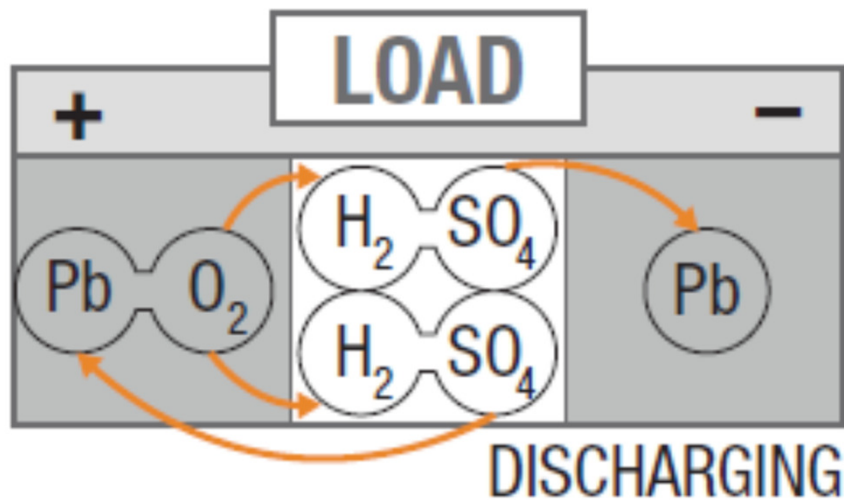 LOAD
+ −
H₂ SO₄
Pb O₂ Pb
H₂ SO₄
DISCHARGING